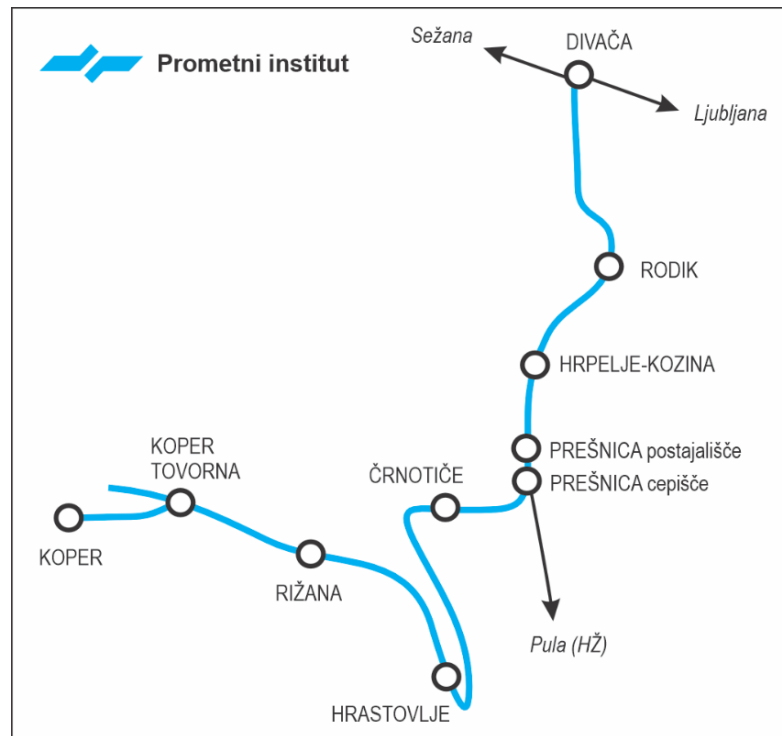 Prometni institut
Sežana
DIVAČA
Ljubljana
RODIK
HRPELJE-KOZINA
PREŠNICA postajališče
PREŠNICA cepišče
KOPER
TOVORNA
ČRNOTIČE
KOPER
RIŽANA
Pula (HŽ)
HRASTOVLJE